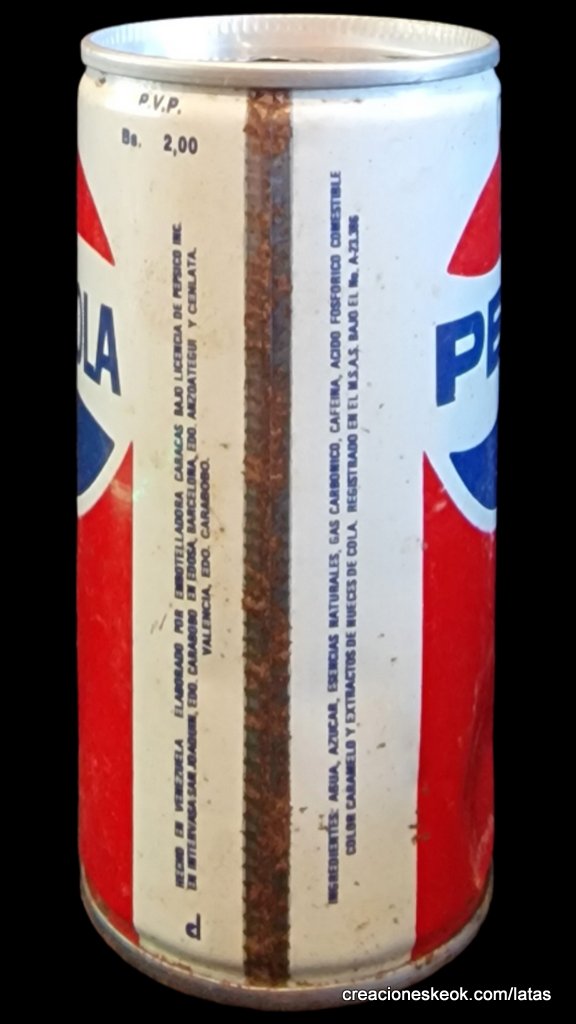 P.V.P.
Bs. 2,00
OLA
PE
HECHO EN VENEZUELA ELABORADO POR EMBOTELLADORA CARACAS BAJO LICENCIA DE PEPSICO INC.
EN INTERVASA SAN JOAQUIN, EDO. CARABOBO EN EDOSA, BARCELONA, EDO. ANZOATEGUI Y CENLATA.
VALENCIA, EDO. CARABOBO.
INGREDIENTES: AGUA, AZUCAR, ESENCIAS NATURALES, GAS CARBONICO, CAFEINA, ACIDO FOSFORICO COMESTIBLE
COLOR CARAMELO Y EXTRACTOS DE NUECES DE COLA. REGISTRADO EN EL M.S.A.S. BAJO EL No. A-23.386
creacioneskeok.com/latas